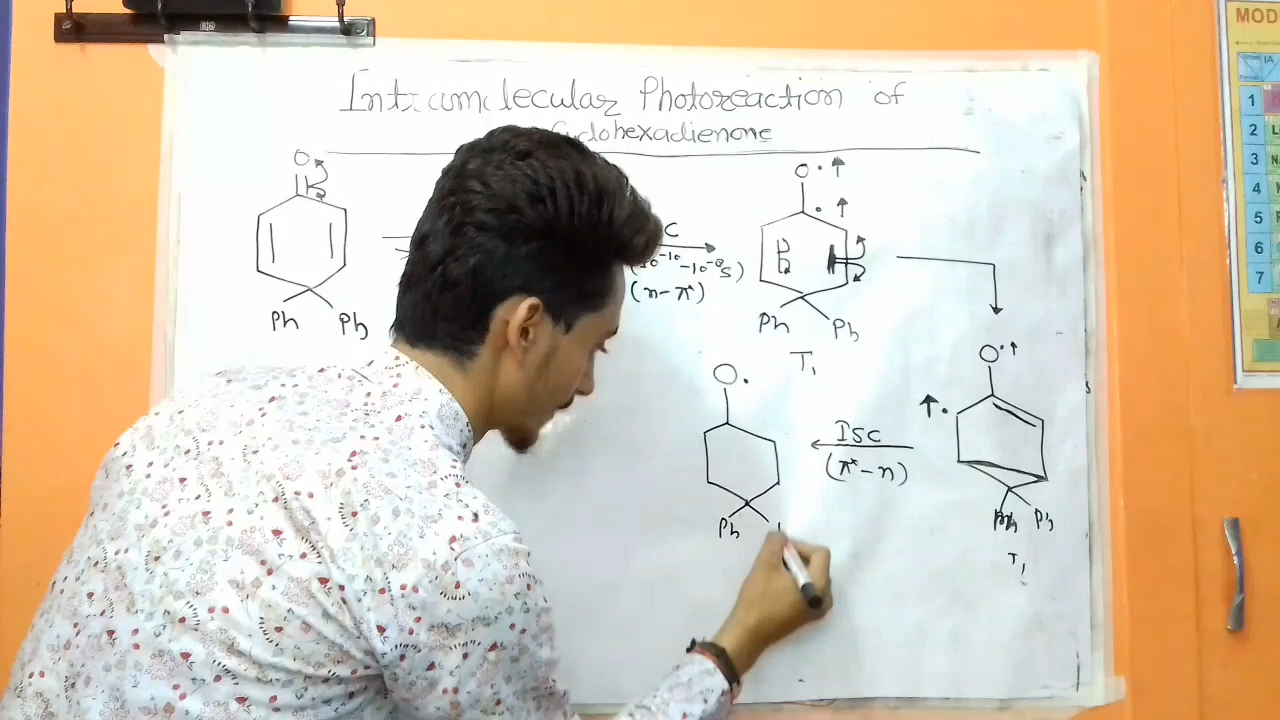 Intramolecular Photoreaction of
Cyclohexadienone
O
Ph Ph
C
(10⁻¹⁰-10⁻⁸s)
(n-π*)
O · ↑
· ↑
Ph Ph
T₁
O·↑
↑·
Ph Ph
T₁
ISC
(π*-n)
O·
Ph
MOD
IA
1
2
3
4
5
6
7